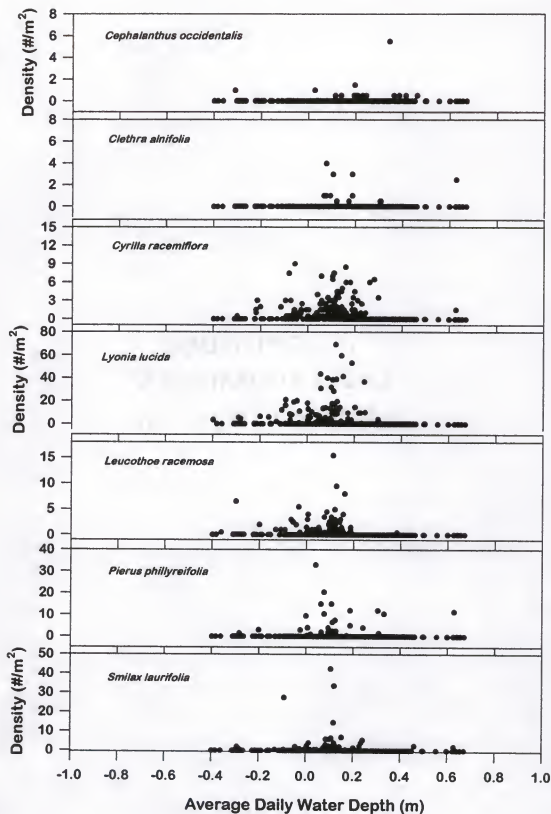 8
6
4
2
0
Density (#/m²)
Cephalanthus occidentalis
8
6
4
2
0
Clethra alnifolia
15
12
9
6
3
0
Density (#/m²)
Cyrilla racemiflora
80
60
40
20
0
Density (#/m²)
Lyonia lucida
15
10
5
0
Leucothoe racemosa
40
30
20
10
0
Pierus phillyreifolia
50
40
30
20
10
0
Density (#/m²)
Smilax laurifolia
-1.0 -0.8 -0.6 -0.4 -0.2 0.0 0.2 0.4 0.6 0.8 1.0
Average Daily Water Depth (m)